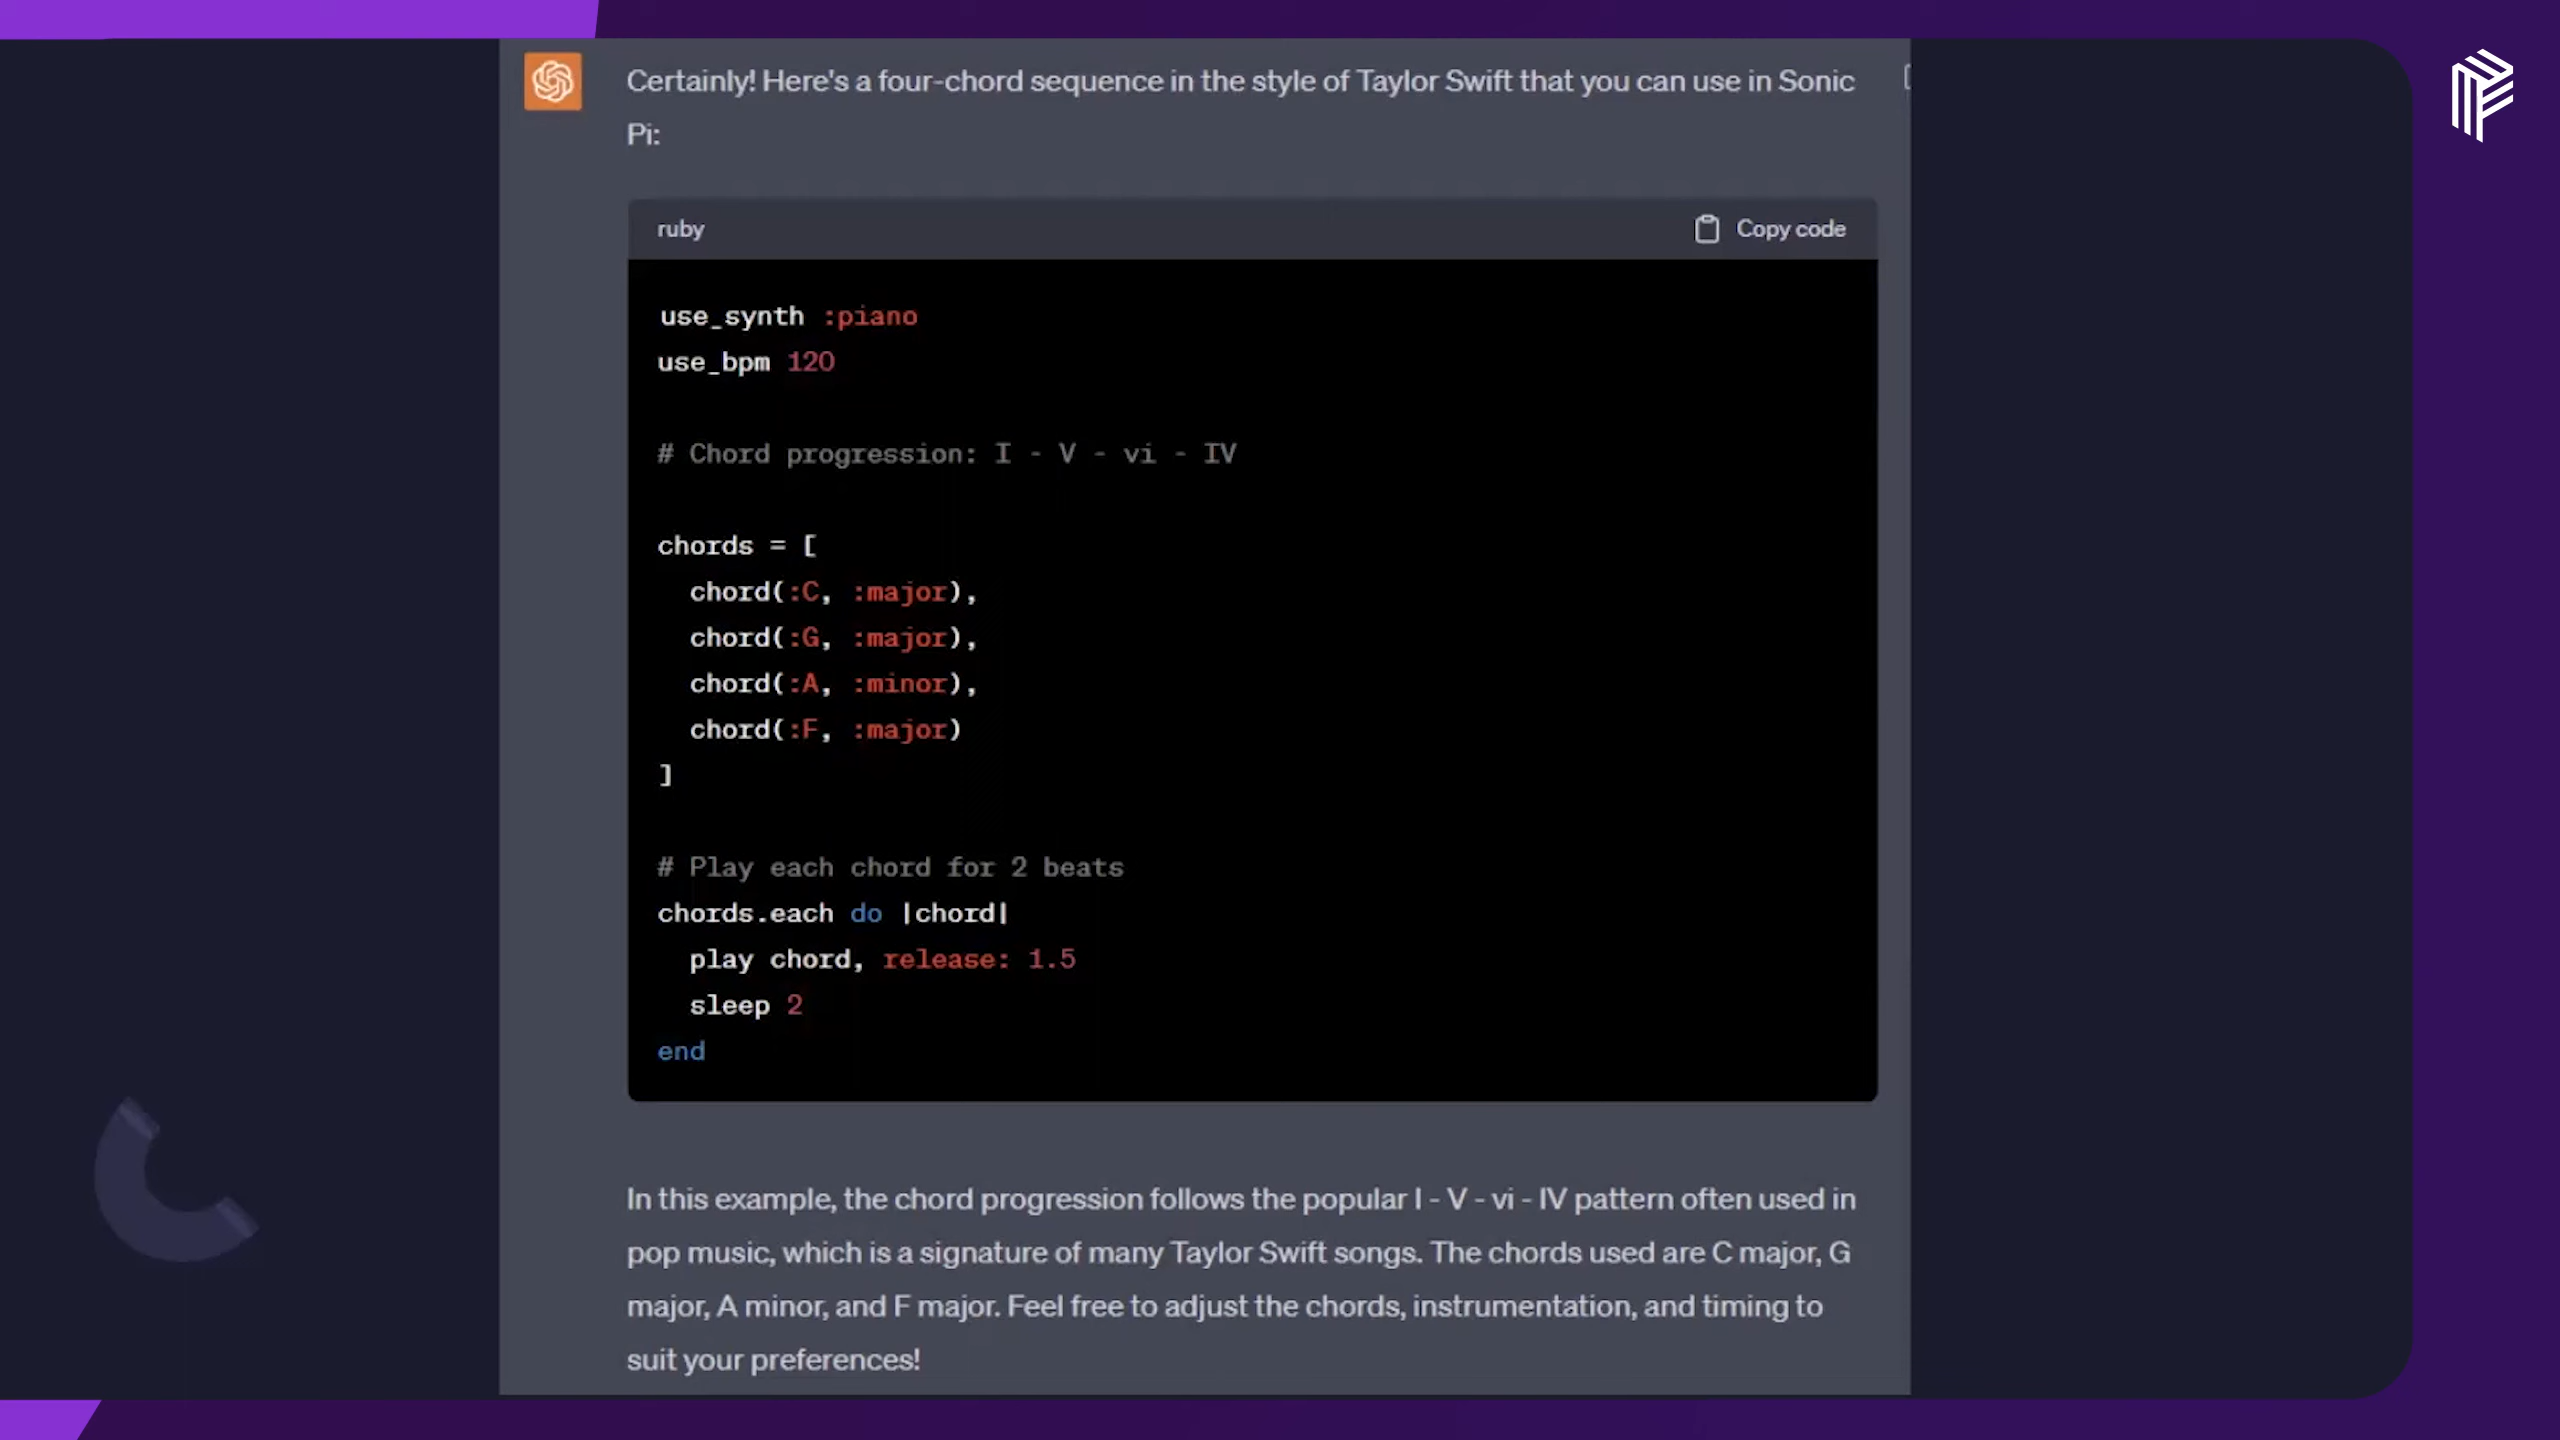 Certainly! Here's a four-chord sequence in the style of Taylor Swift that you can use in Sonic
Pi:
ruby
Copy code
use_synth :piano
use_bpm 120
# Chord progression: I - V - vi - IV
chords = [
chord(:C, :major),
chord(:G, :major),
chord(:A, :minor),
chord(:F, :major)
]
# Play each chord for 2 beats
chords.each do |chord|
play chord, release: 1.5
sleep 2
end
In this example, the chord progression follows the popular I - V - vi - IV pattern often used in
pop music, which is a signature of many Taylor Swift songs. The chords used are C major, G
major, A minor, and F major. Feel free to adjust the chords, instrumentation, and timing to
suit your preferences!